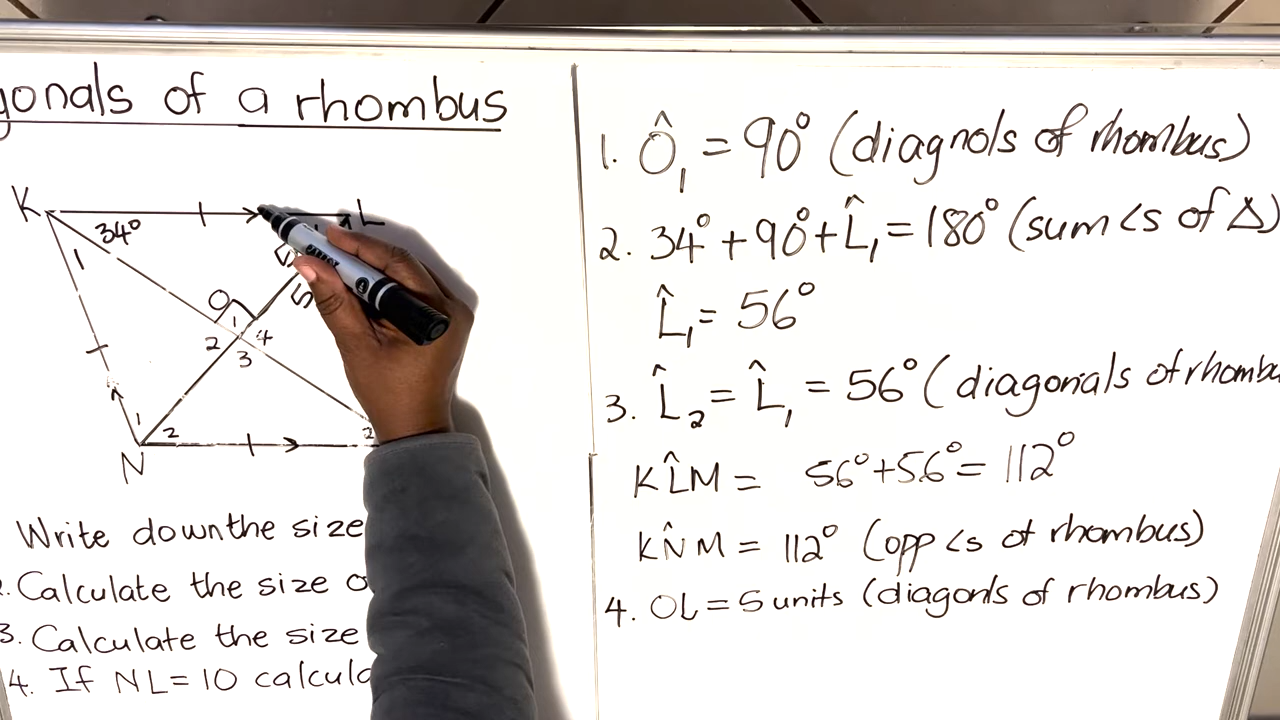 gonals of a rhombus
K
L
34°
1
5
O
1
2
4
3
1
2
2
N
Write down the size
Calculate the size o
3. Calculate the size
4. If NL = 10 calcula
1. Ô₁ = 90° (diagnols of rhombus)
2. 34° + 90° + L̂₁ = 180° (sum <s of Δ)
L̂₁ = 56°
3. L̂₂ = L̂₁ = 56° (diagonals of rhombu
KL̂M = 56° + 56° = 112°
KN̂M = 112° (opp <s of rhombus)
4. OL = 5 units (diagonls of rhombus)